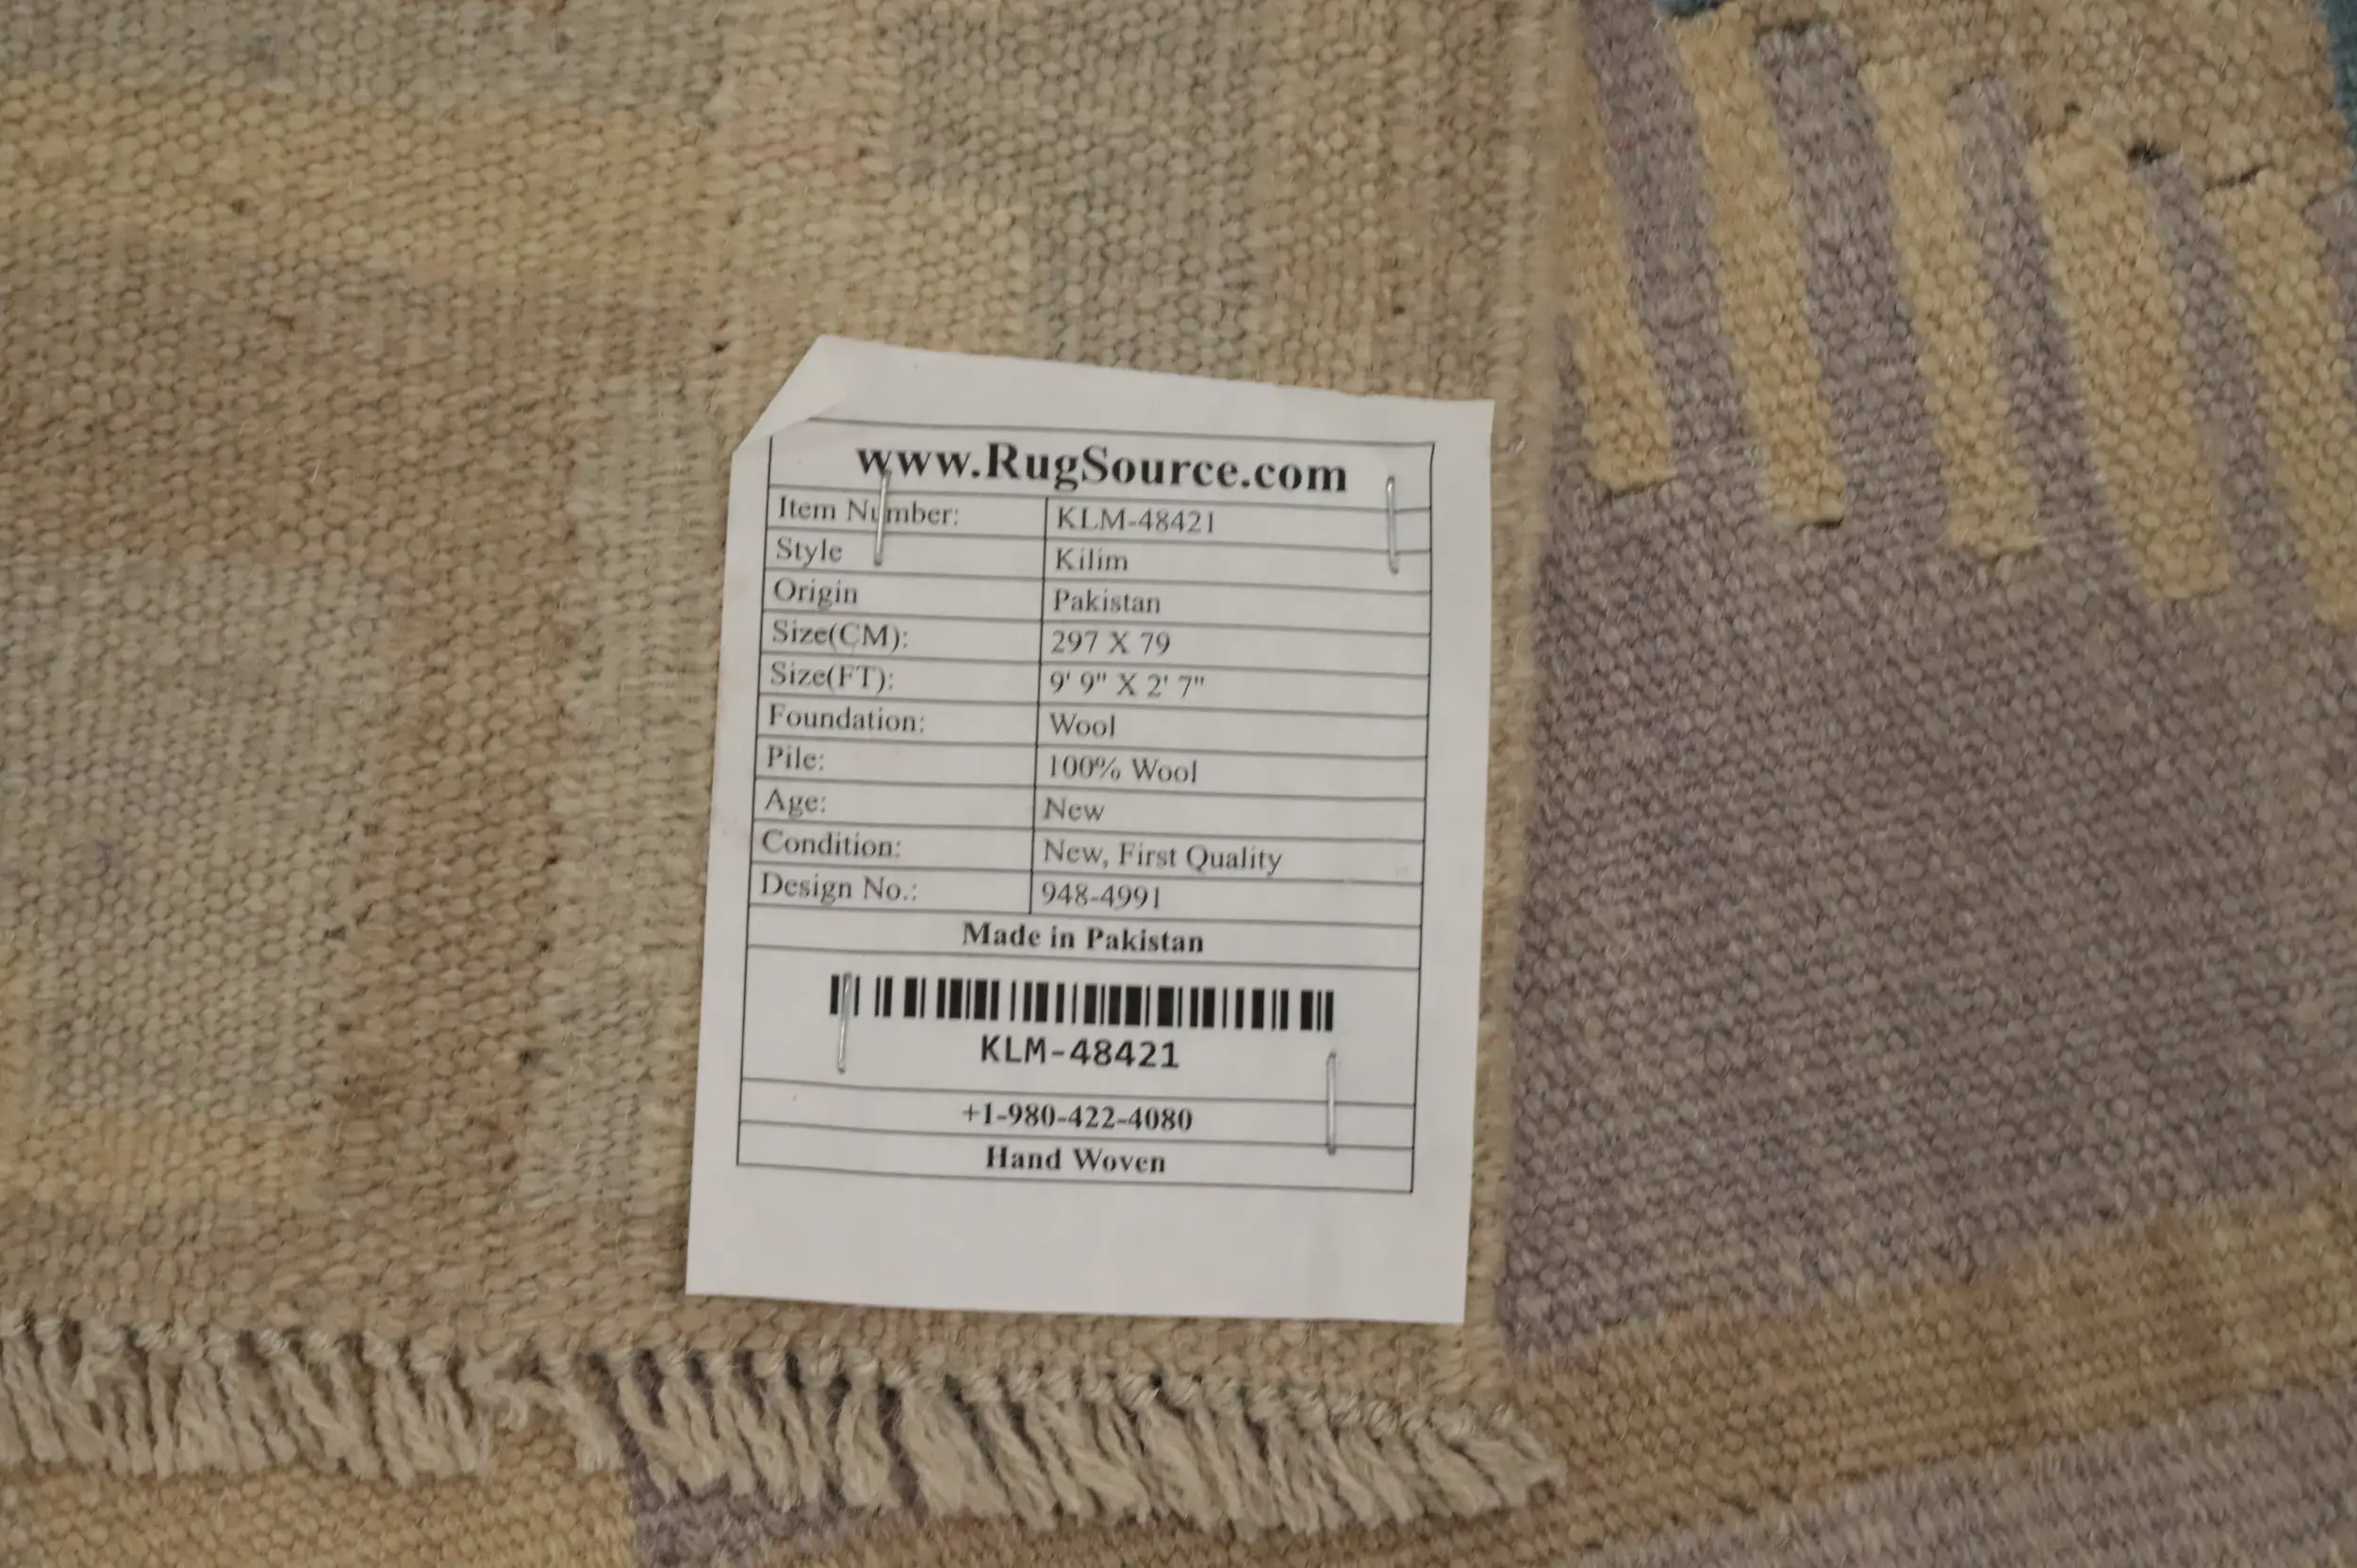 www.RugSource.com
Item Number: KLM-48421
Style Kilim
Origin Pakistan
Size(CM): 297 X 79
Size(FT): 9' 9" X 2' 7"
Foundation: Wool
Pile: 100% Wool
Age: New
Condition: New, First Quality
Design No.: 948-4991
Made in Pakistan
KLM-48421
+1-980-422-4080
Hand Woven